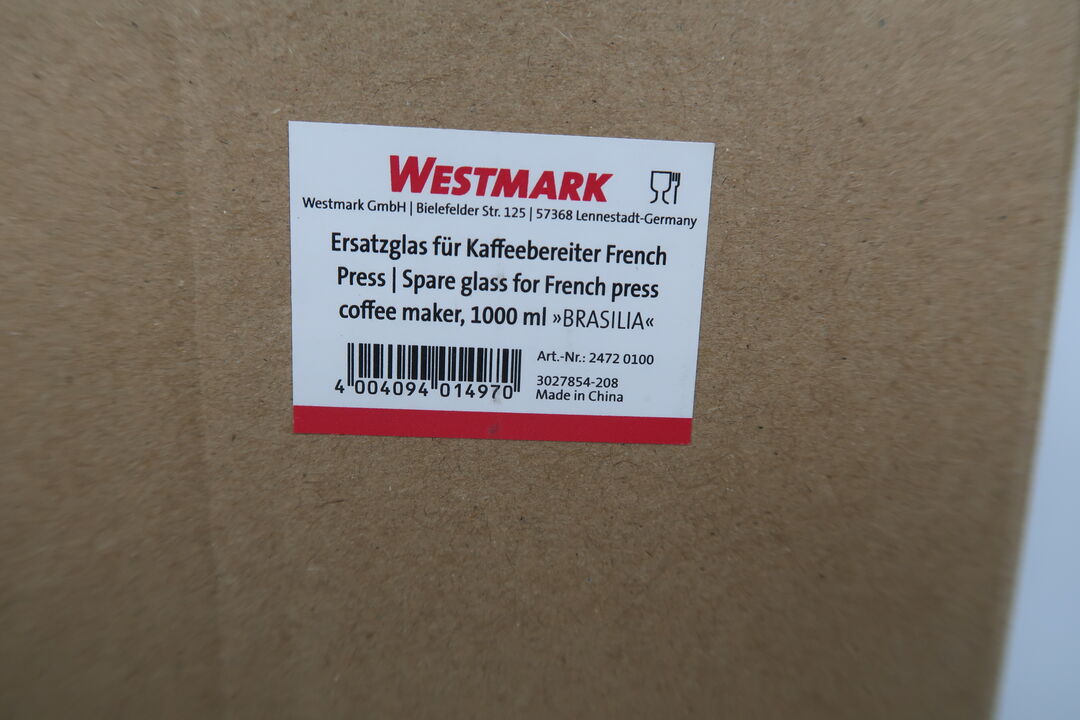 WESTMARK
Westmark GmbH | Bielefelder Str. 125 | 57368 Lennestadt-Germany
Ersatzglas für Kaffeebereiter French
Press | Spare glass for French press
coffee maker, 1000 ml »BRASILIA«
Art.-Nr.: 2472 0100
3027854-208
Made in China
4 004094 014970